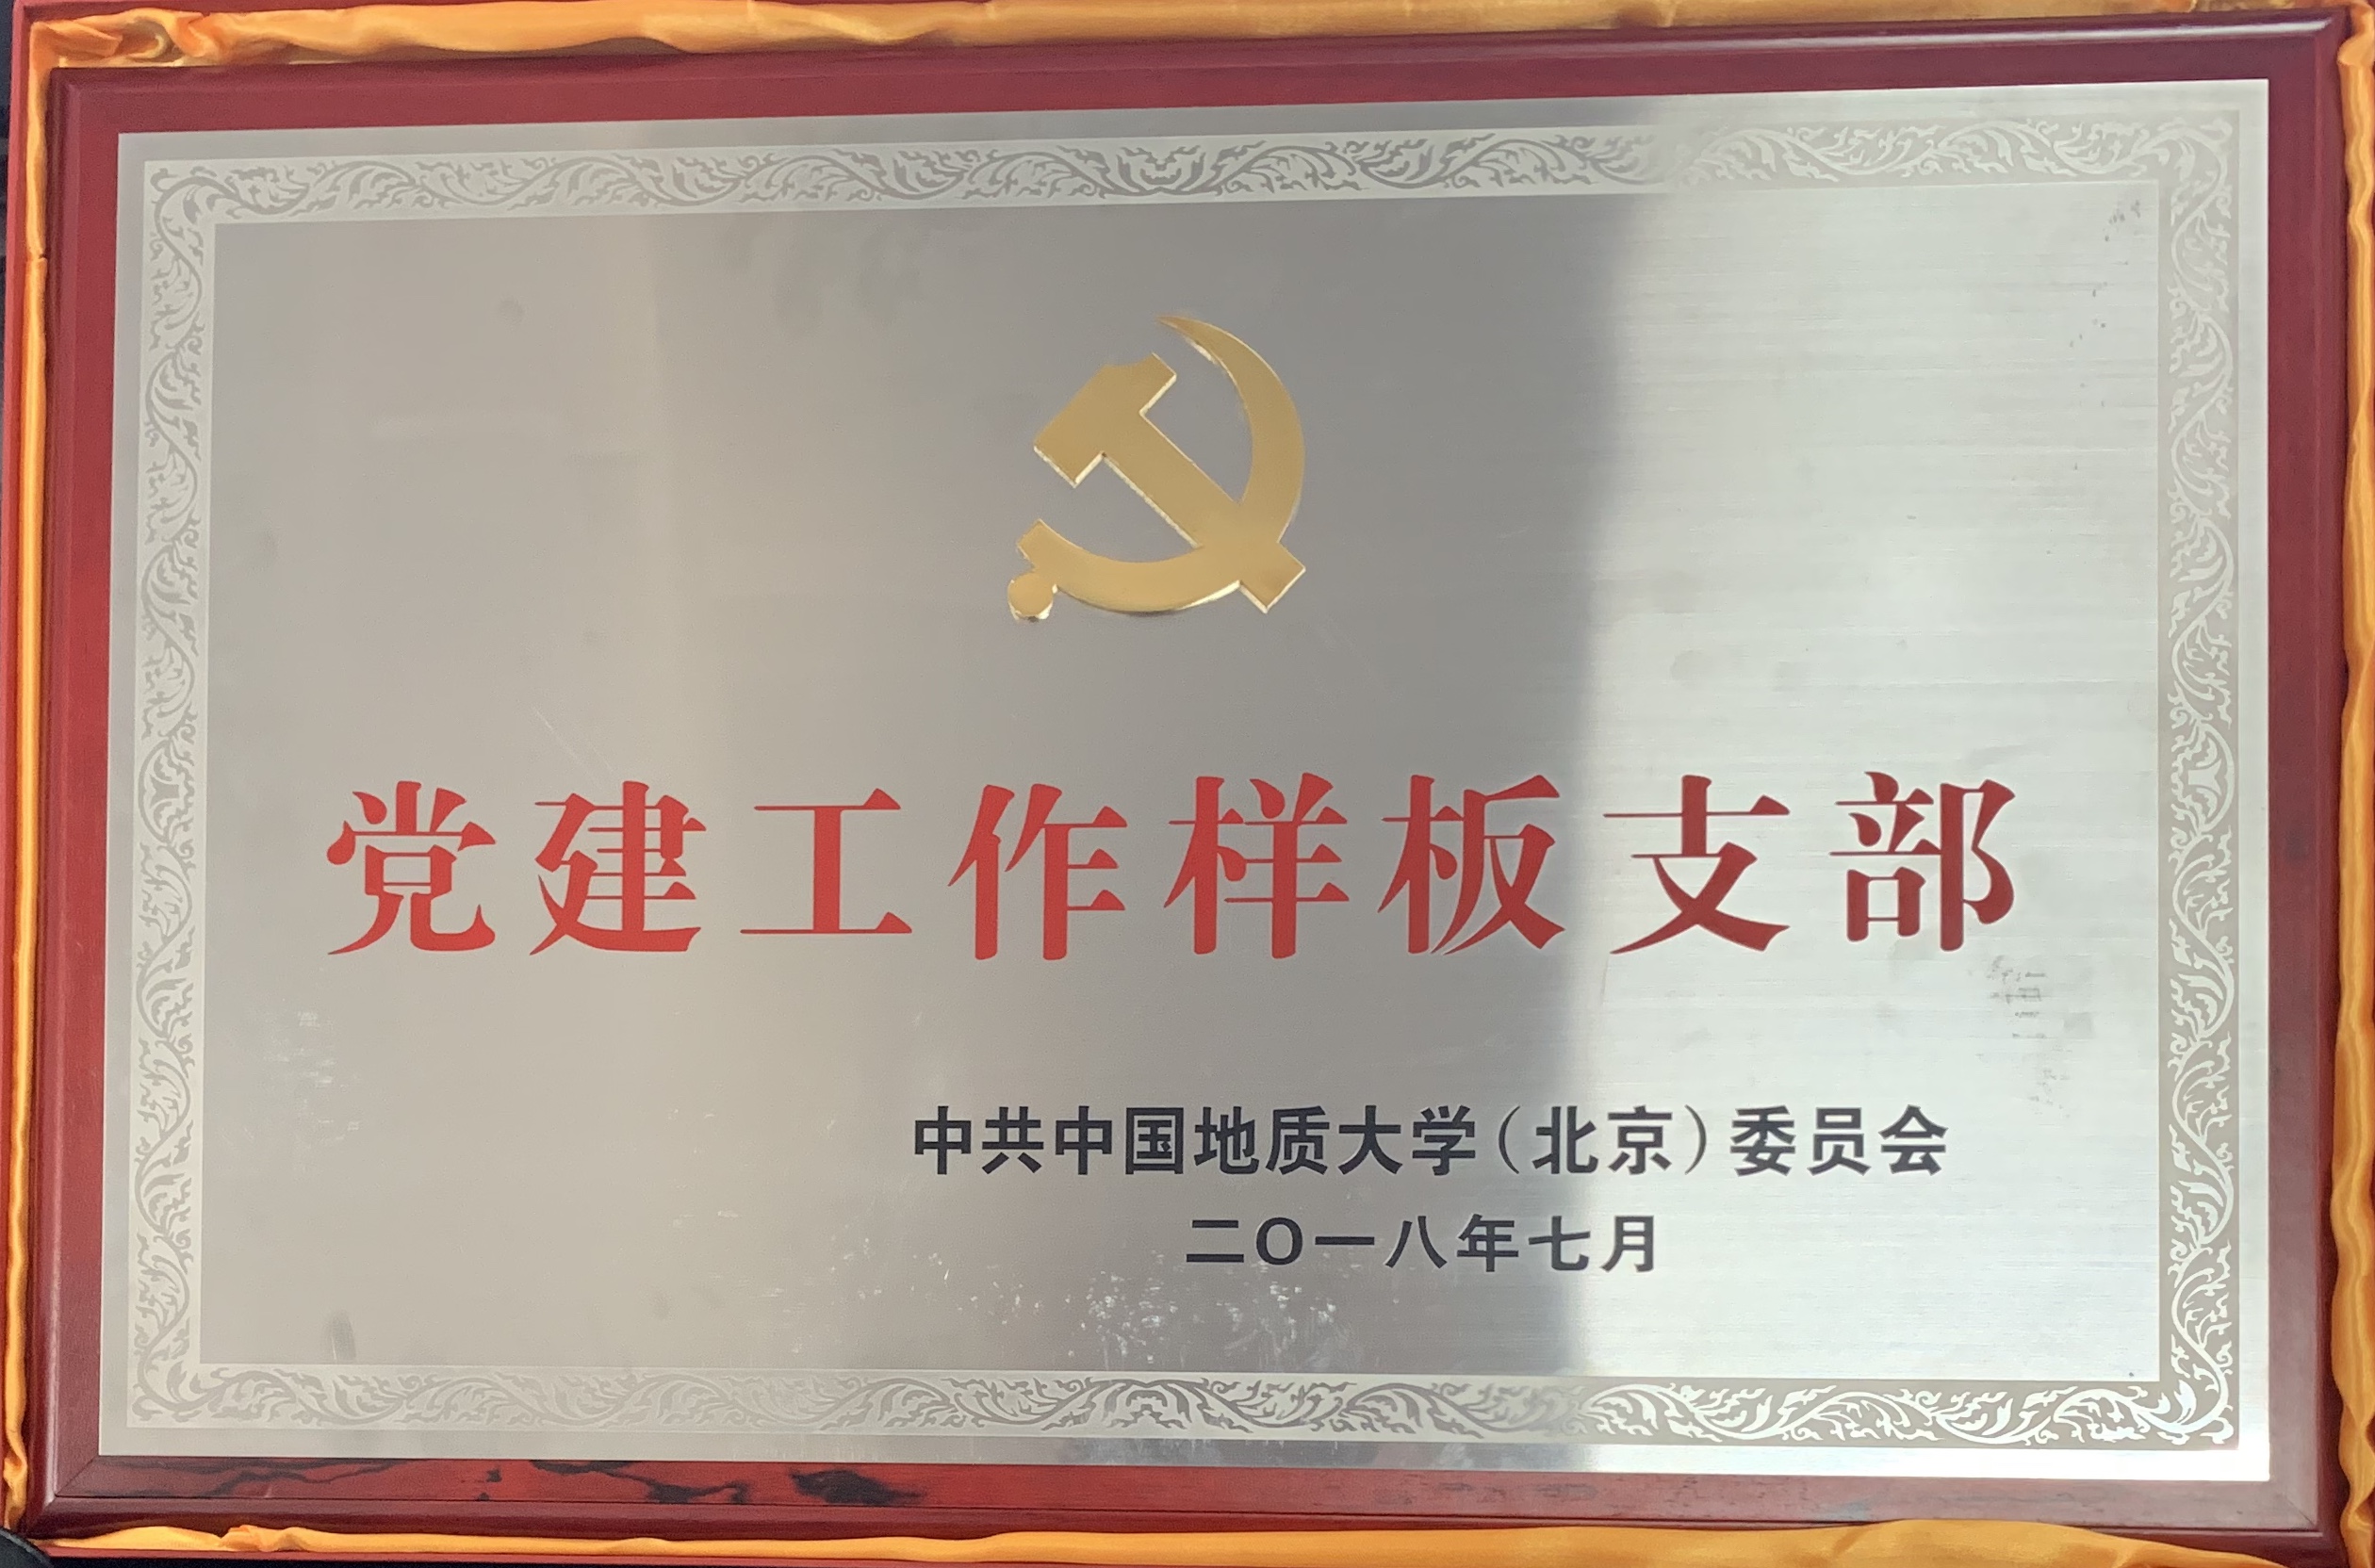 党建工作样板支部
中共中国地质大学（北京）委员会
二〇一八年七月